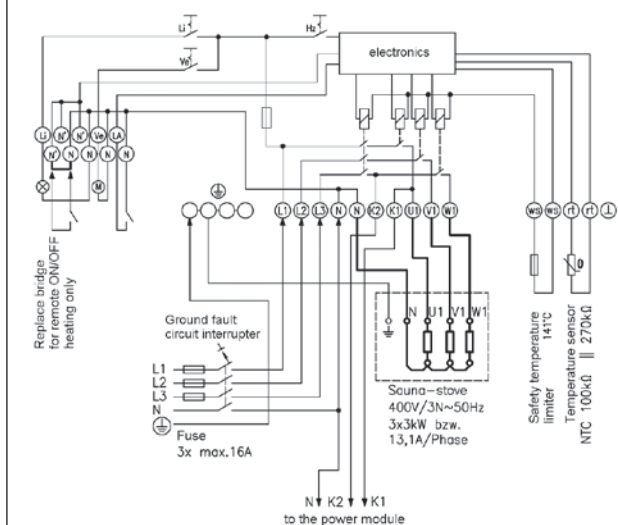 Li
Hz
Ve
electronics
Li N' N' Ve LA
N' N N N N
M
L1 L2 L3 N N K2 K1 U1 V1 W1
ws ws rt rt
Replace bridge
for remote ON/OFF
heating only
Ground fault
circuit interrupter
L1
L2
L3
N
Fuse
3x max.16A
N U1 V1 W1
Sauna-stove
400V/3N~50Hz
3x3kW bzw.
13,1A/Phase
Safety temperature
limiter 141°C
Temperature sensor
NTC 100kΩ || 270kΩ
N K2 K1
to the power module